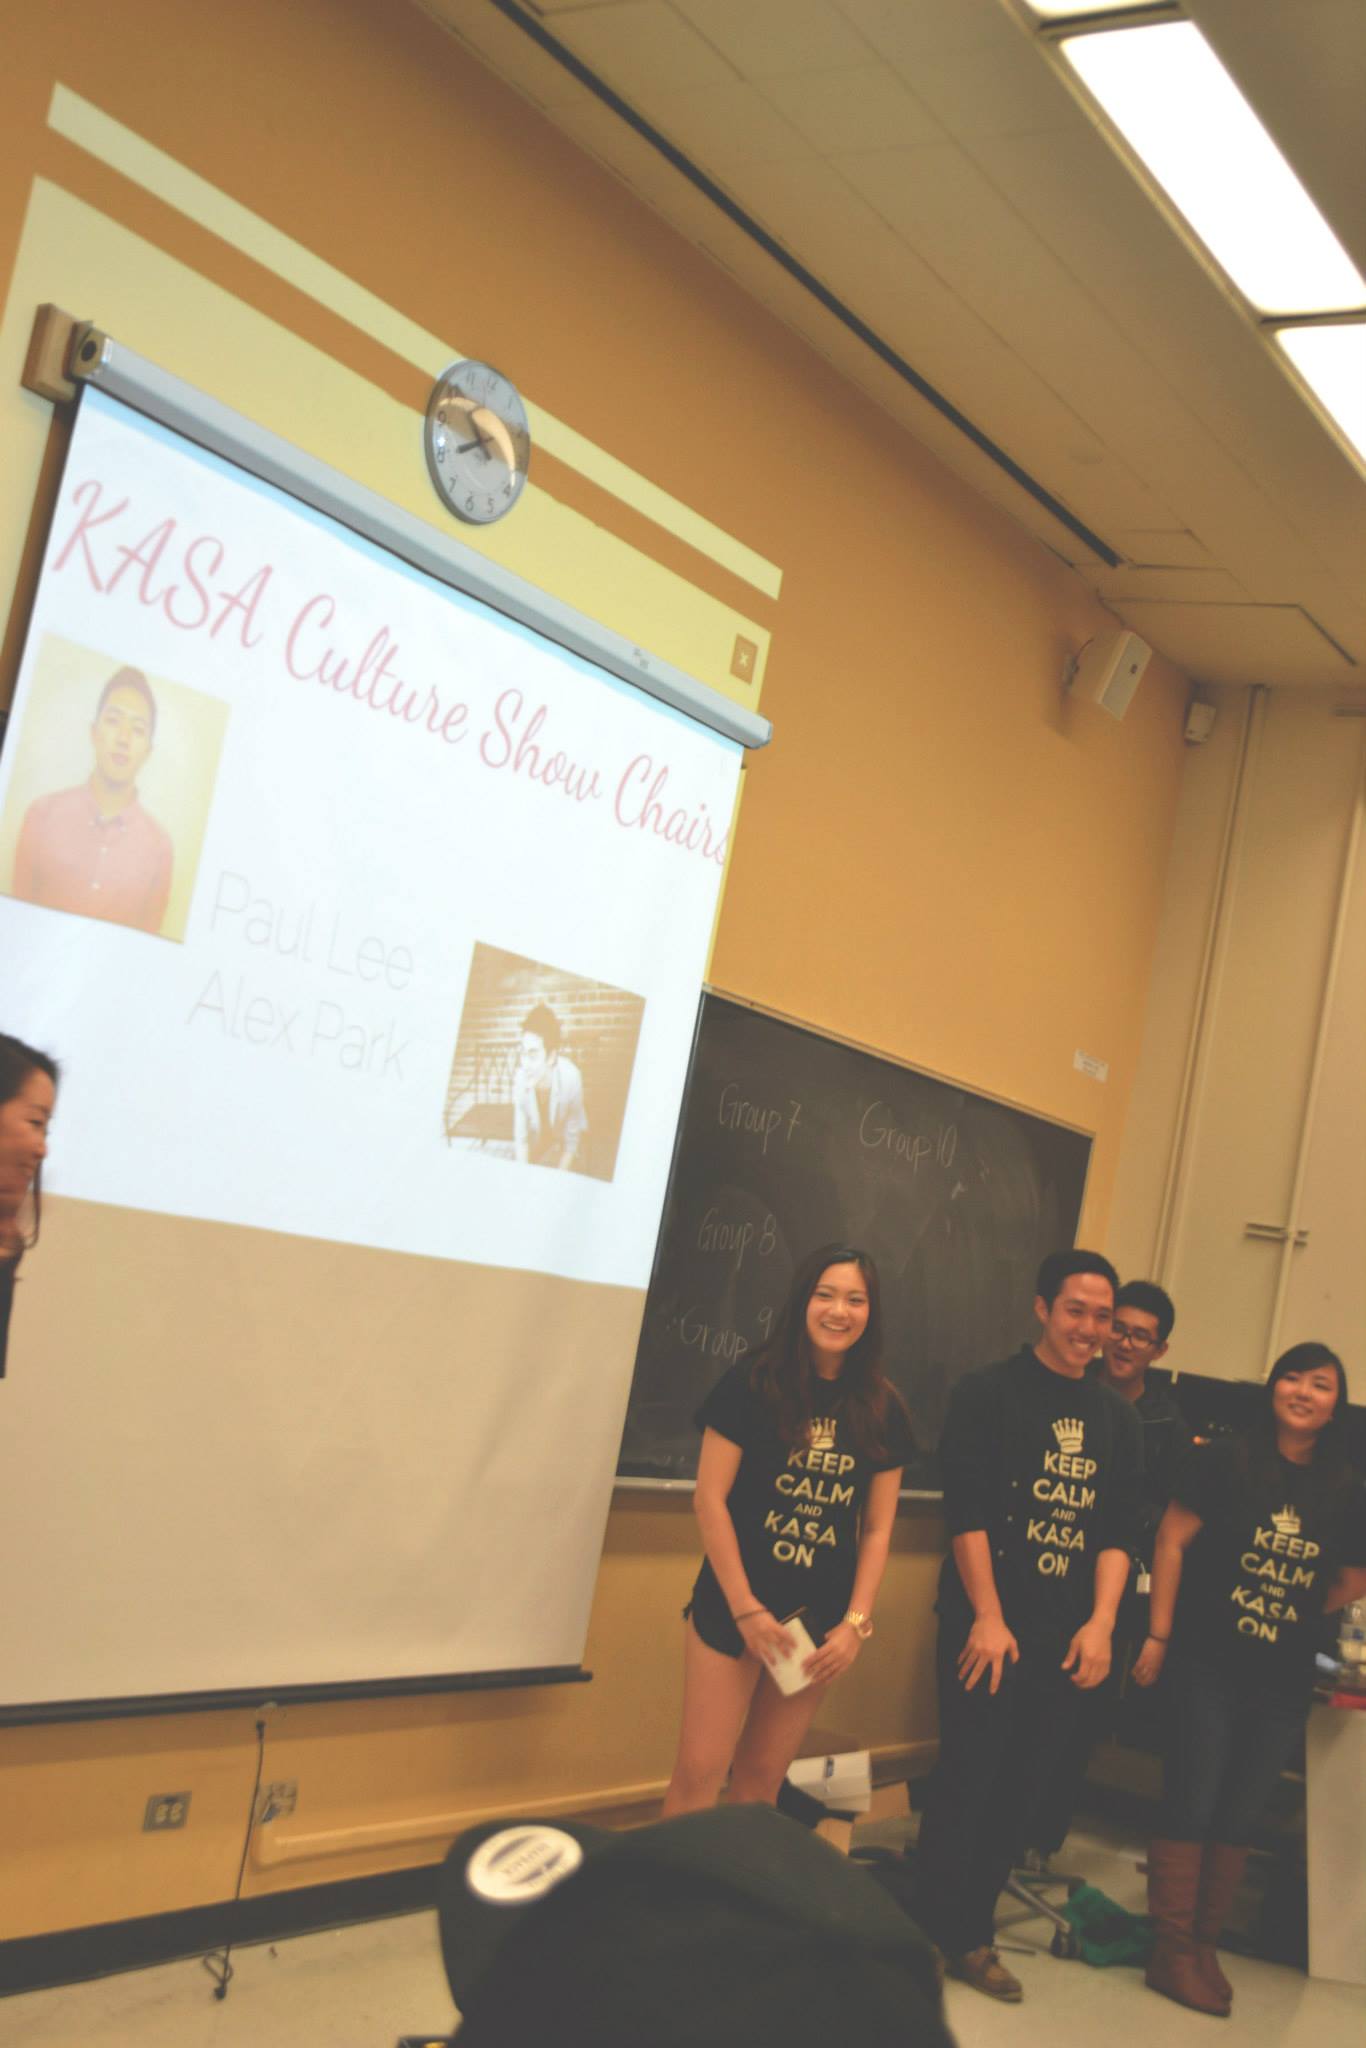 KASA Culture Show Chairs
Paul Lee
Alex Park
Group 7
Group 10
Group 8
Group 9
KEEP
CALM
AND
KASA
ON
KEEP
CALM
AND
KASA
ON
KEEP
CALM
AND
KASA
ON